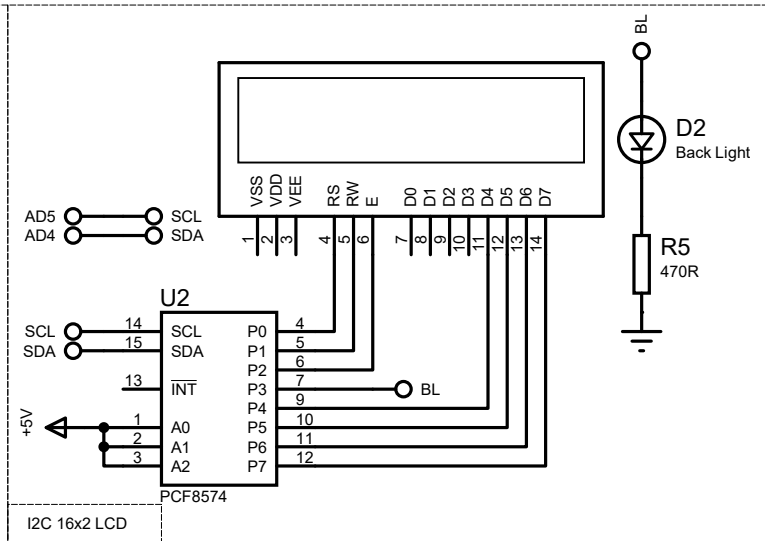 BL
D2
Back Light
VSS
VDD
VEE
RS
RW
E
D0
D1
D2
D3
D4
D5
D6
D7
1
2
3
4
5
6
7
8
9
10
11
12
13
14
AD5 SCL
AD4 SDA
R5
470R
U2
SCL 14 SCL P0 4
SDA 15 SDA P1 5
P2 6
13 INT P3 7 BL
P4 9
+5V 1 A0 P5 10
2 A1 P6 11
3 A2 P7 12
PCF8574
I2C 16x2 LCD